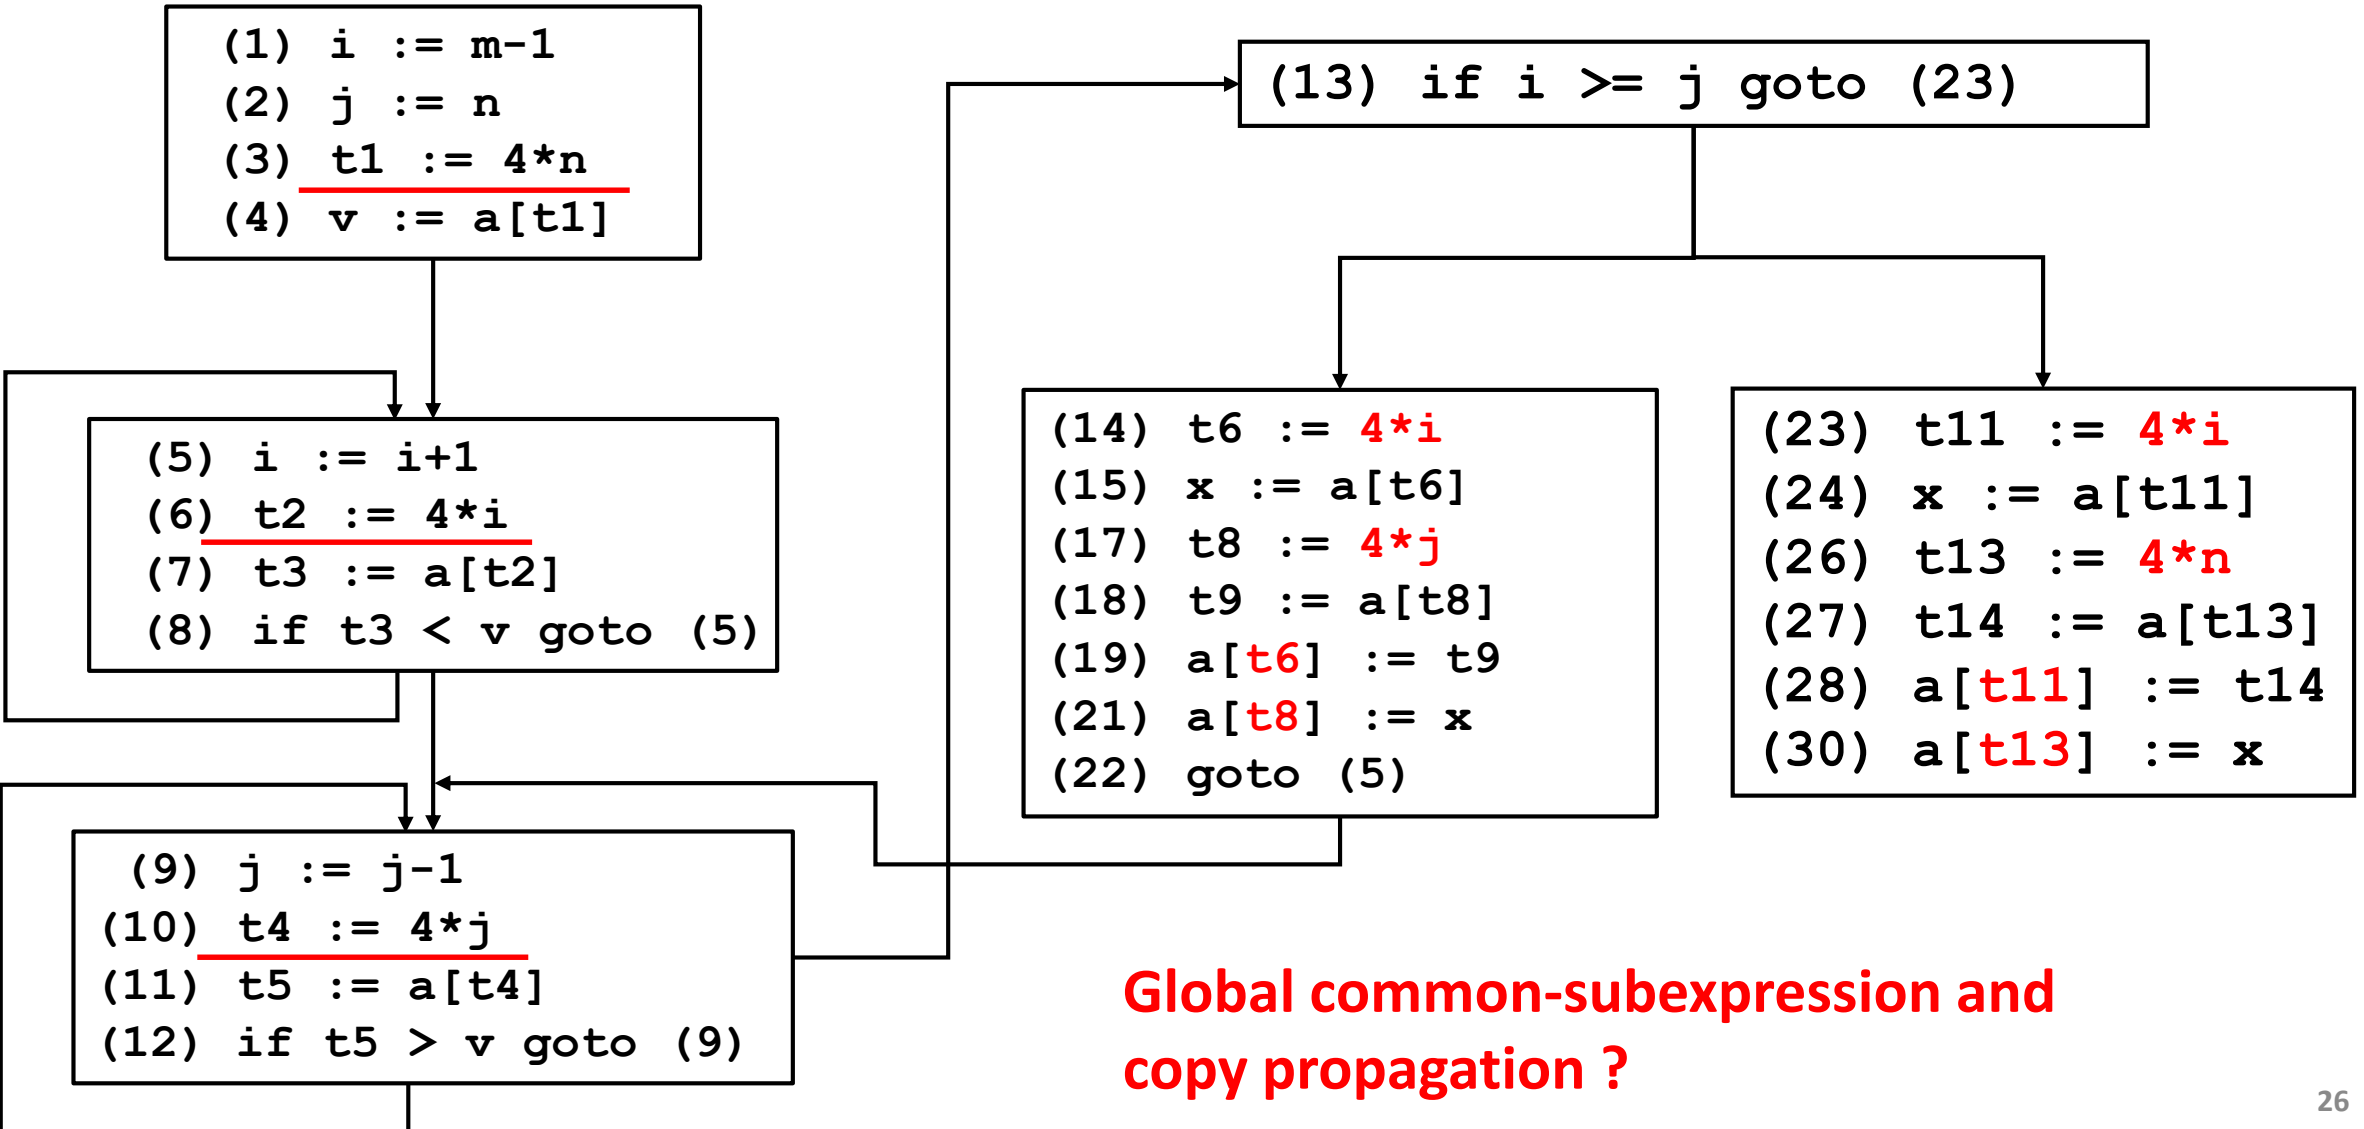 (1) i := m-1
(2) j := n
(3) t1 := 4*n
(4) v := a[t1]
(5) i := i+1
(6) t2 := 4*i
(7) t3 := a[t2]
(8) if t3 < v goto (5)
(9) j := j-1
(10) t4 := 4*j
(11) t5 := a[t4]
(12) if t5 > v goto (9)
(13) if i >= j goto (23)
(14) t6 := 4*i
(15) x := a[t6]
(17) t8 := 4*j
(18) t9 := a[t8]
(19) a[t6] := t9
(21) a[t8] := x
(22) goto (5)
(23) t11 := 4*i
(24) x := a[t11]
(26) t13 := 4*n
(27) t14 := a[t13]
(28) a[t11] := t14
(30) a[t13] := x
Global common-subexpression and
copy propagation ?
26